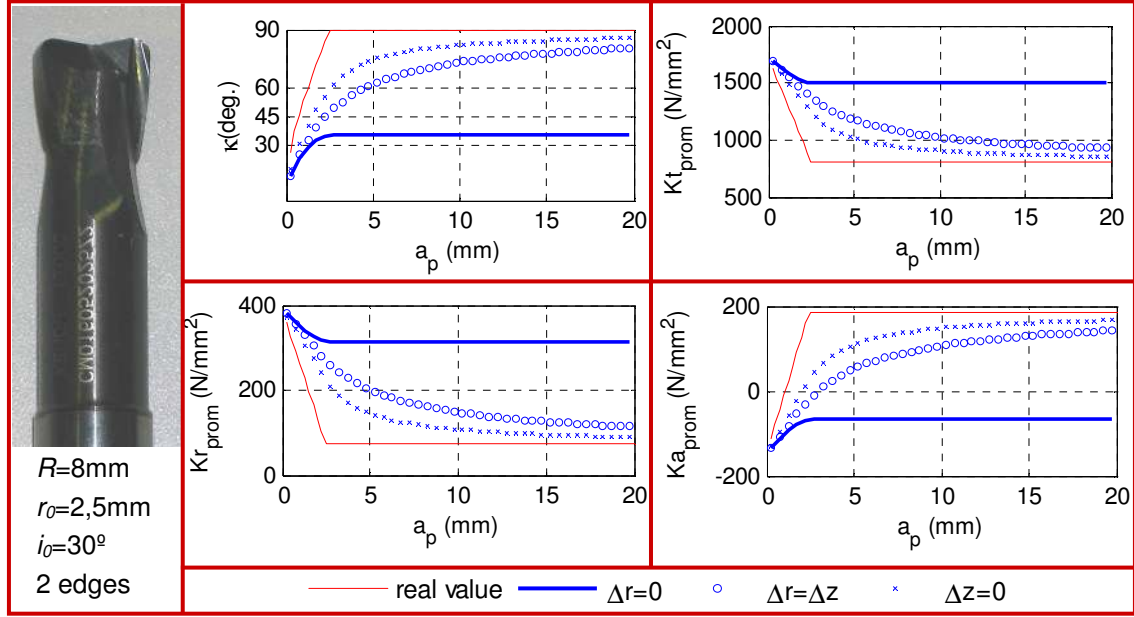 R=8mm
r₀=2,5mm
i₀=30º
2 edges
90
75
60
45
30
κ(deg.)
0 5 10 15 20
a_p (mm)
2000
1500
1000
500
Kt_prom (N/mm²)
0 5 10 15 20
a_p (mm)
400
200
0
Kr_prom (N/mm²)
0 5 10 15 20
a_p (mm)
200
0
-200
Ka_prom (N/mm²)
0 5 10 15 20
a_p (mm)
real value Δr=0 Δr=Δz Δz=0